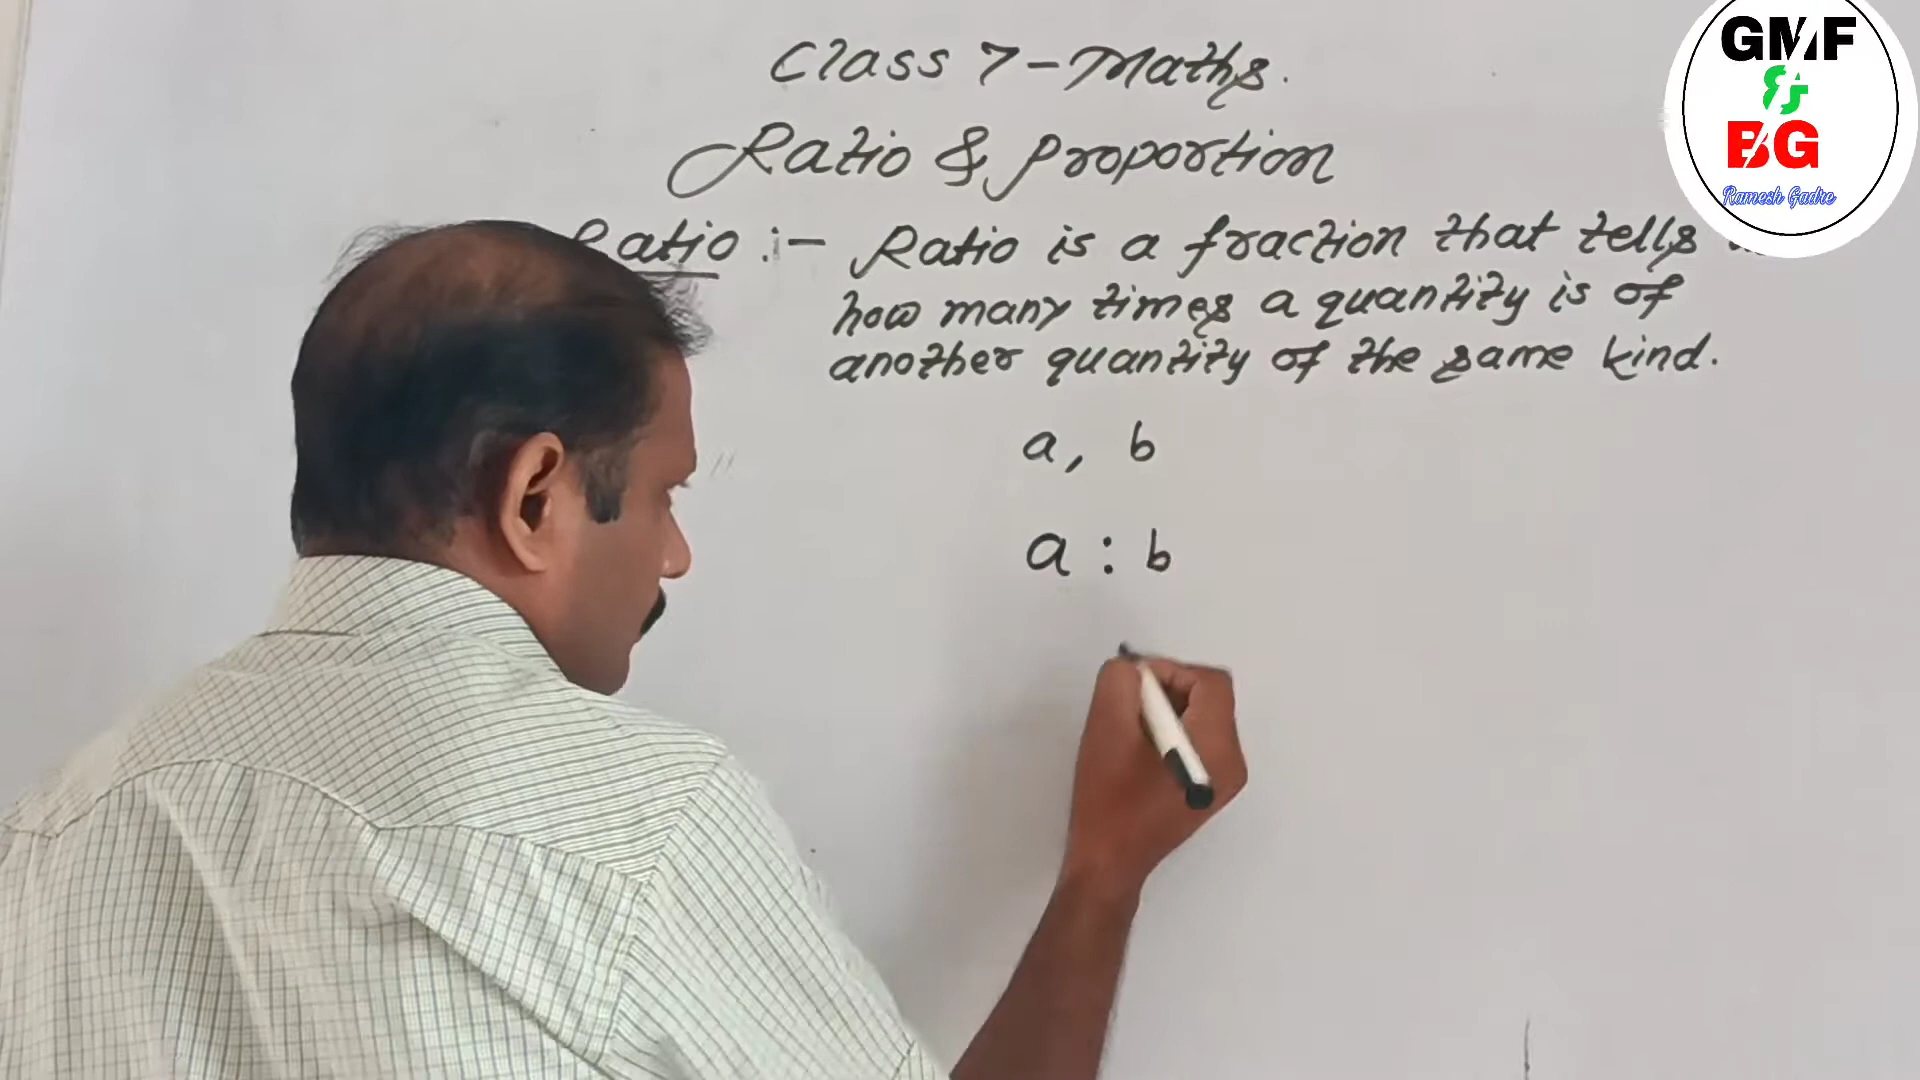 Class 7 - Maths.
Ratio & Proportion
Ratio :- Ratio is a fraction that tells
how many times a quantity is of
another quantity of the same kind.
a, b
a : b
GMF
&
BG
Ramesh Gadre